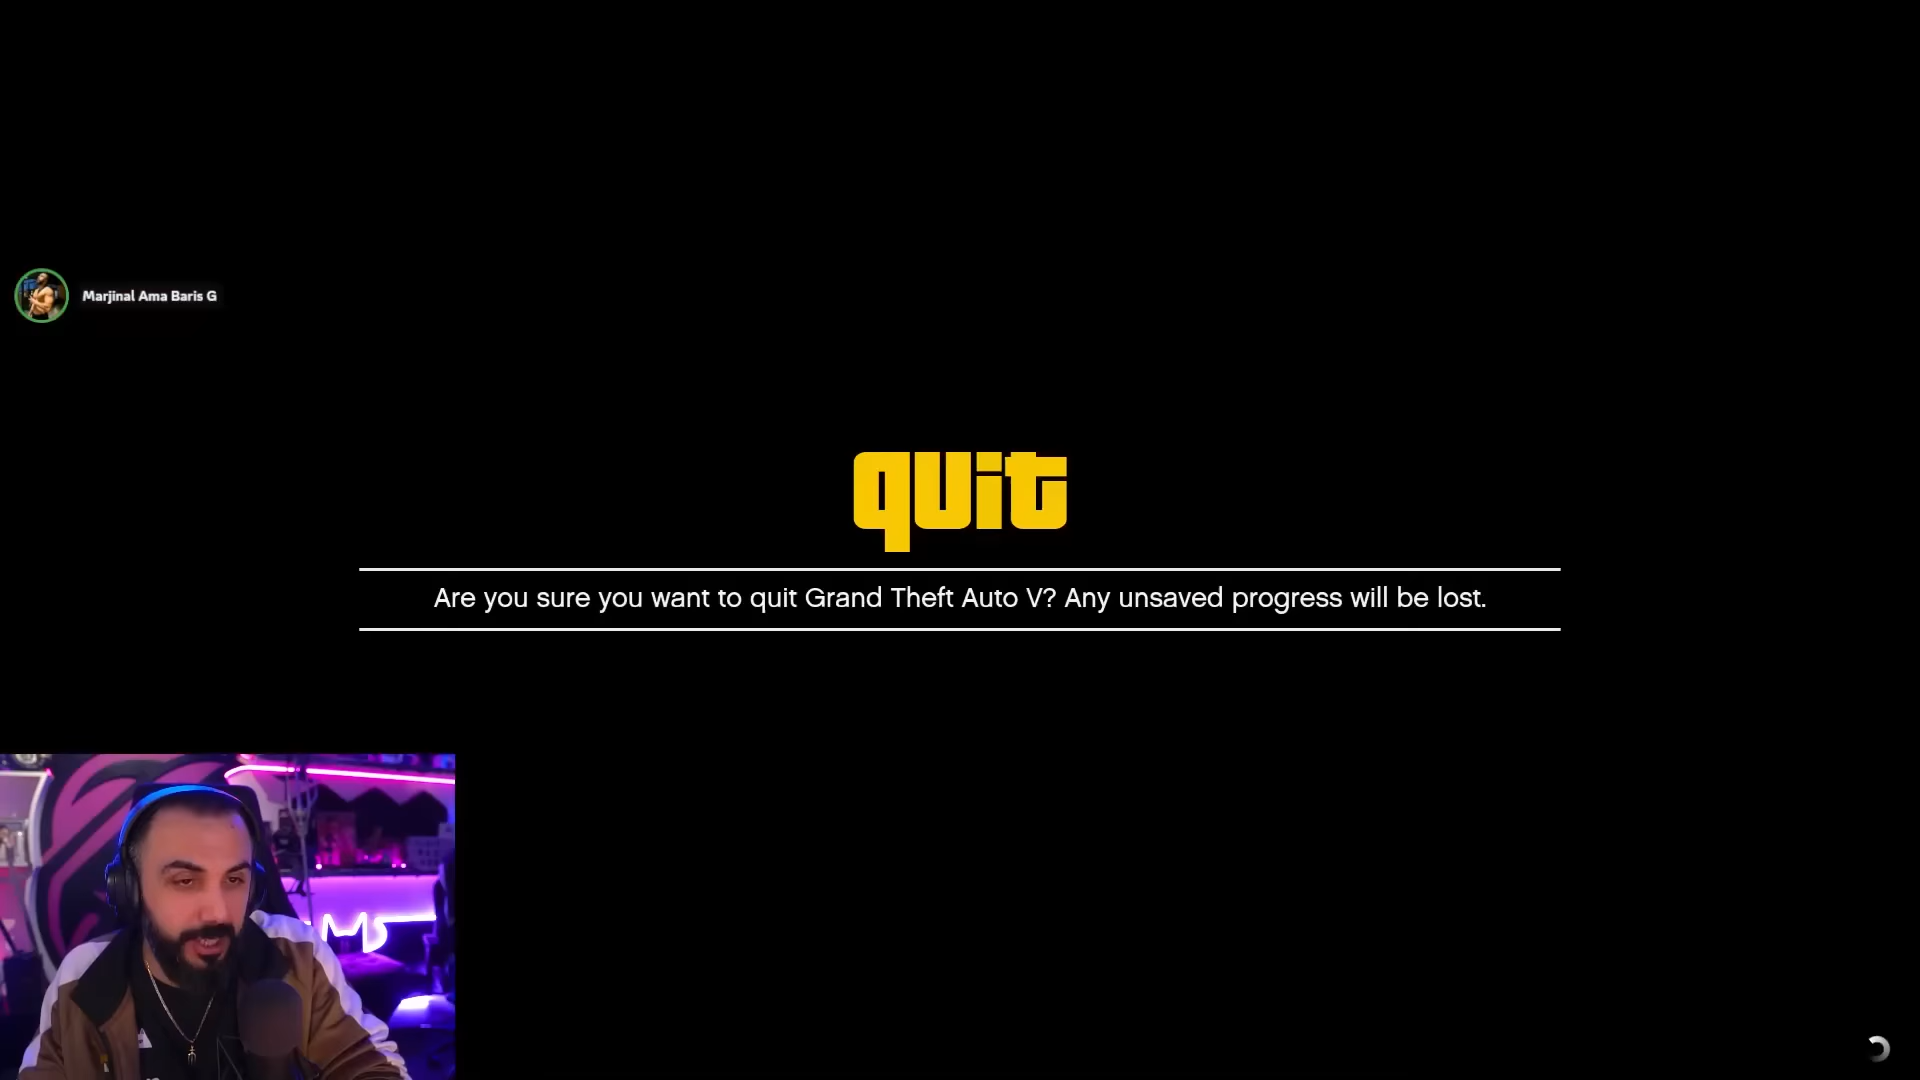 Marjinal Ama Baris G
quit
Are you sure you want to quit Grand Theft Auto V? Any unsaved progress will be lost.